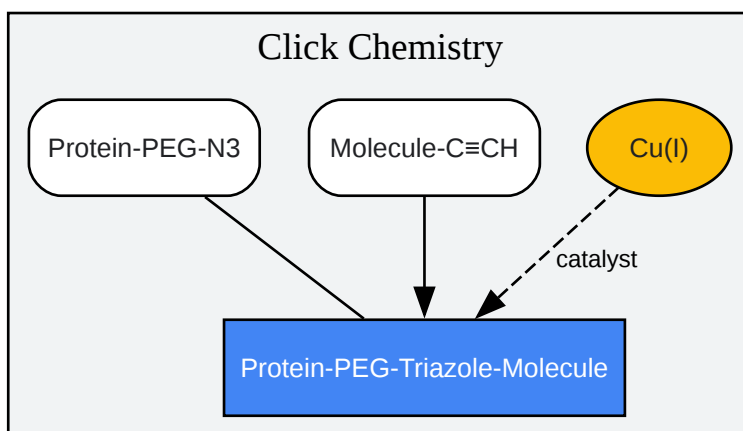 Click Chemistry
Protein-PEG-N3
Molecule-C≡CH
Cu(I)
catalyst
Protein-PEG-Triazole-Molecule